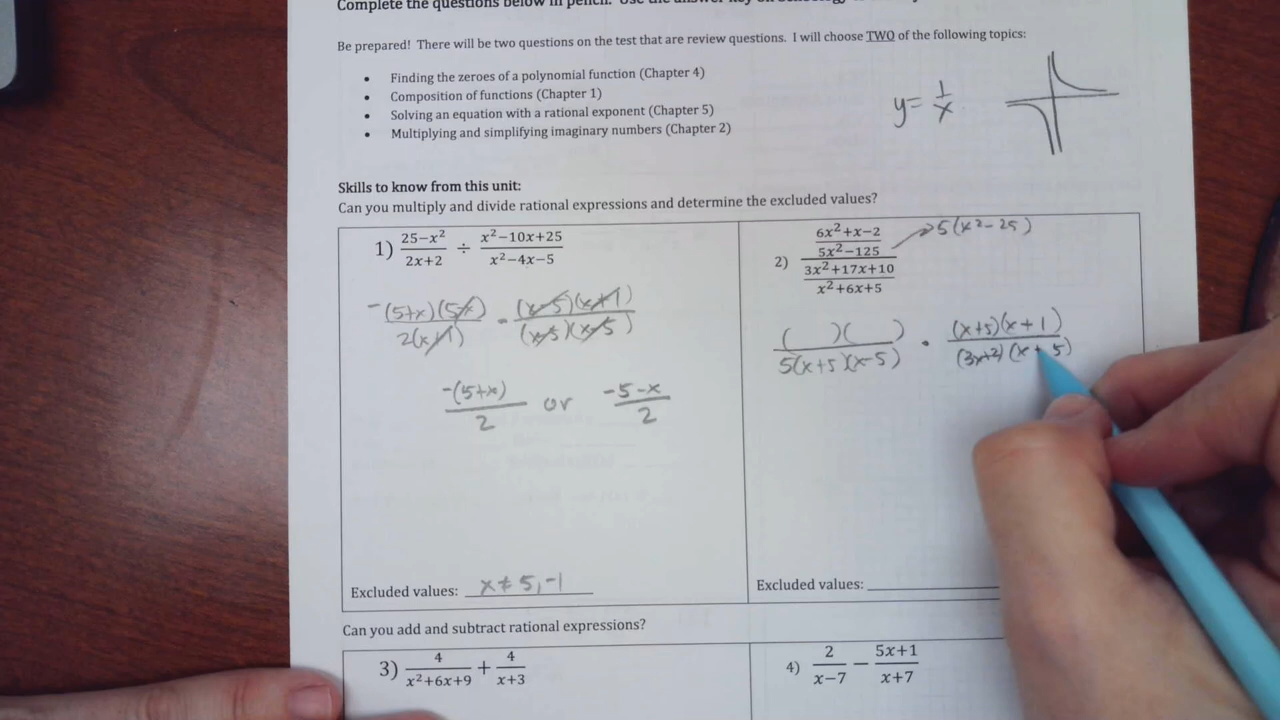 Complete the questions below in pencil. Use the answer key on
Be prepared! There will be two questions on the test that are review questions. I will choose TWO of the following topics:
• Finding the zeroes of a polynomial function (Chapter 4)
• Composition of functions (Chapter 1)
• Solving an equation with a rational exponent (Chapter 5)
• Multiplying and simplifying imaginary numbers (Chapter 2)
y = 1/x
Skills to know from this unit:
Can you multiply and divide rational expressions and determine the excluded values?
1) (25−x²)/(2x+2) ÷ (x²−10x+25)/(x²−4x−5)
-(5+x)(5-x)/2(x+1) · (x-5)(x+1)/(x-5)(x-5)
-(5+x)/2 or -5-x/2
Excluded values: x ≠ 5, -1
2) ((6x²+x−2)/(5x²−125))/((3x²+17x+10)/(x²+6x+5))
5(x²-25)
( )( )/5(x+5)(x-5) · (x+5)(x+1)/(3x+2)(x+5)
Excluded values:
Can you add and subtract rational expressions?
3) 4/(x²+6x+9) + 4/(x+3)
4) 2/(x−7) − (5x+1)/(x+7)